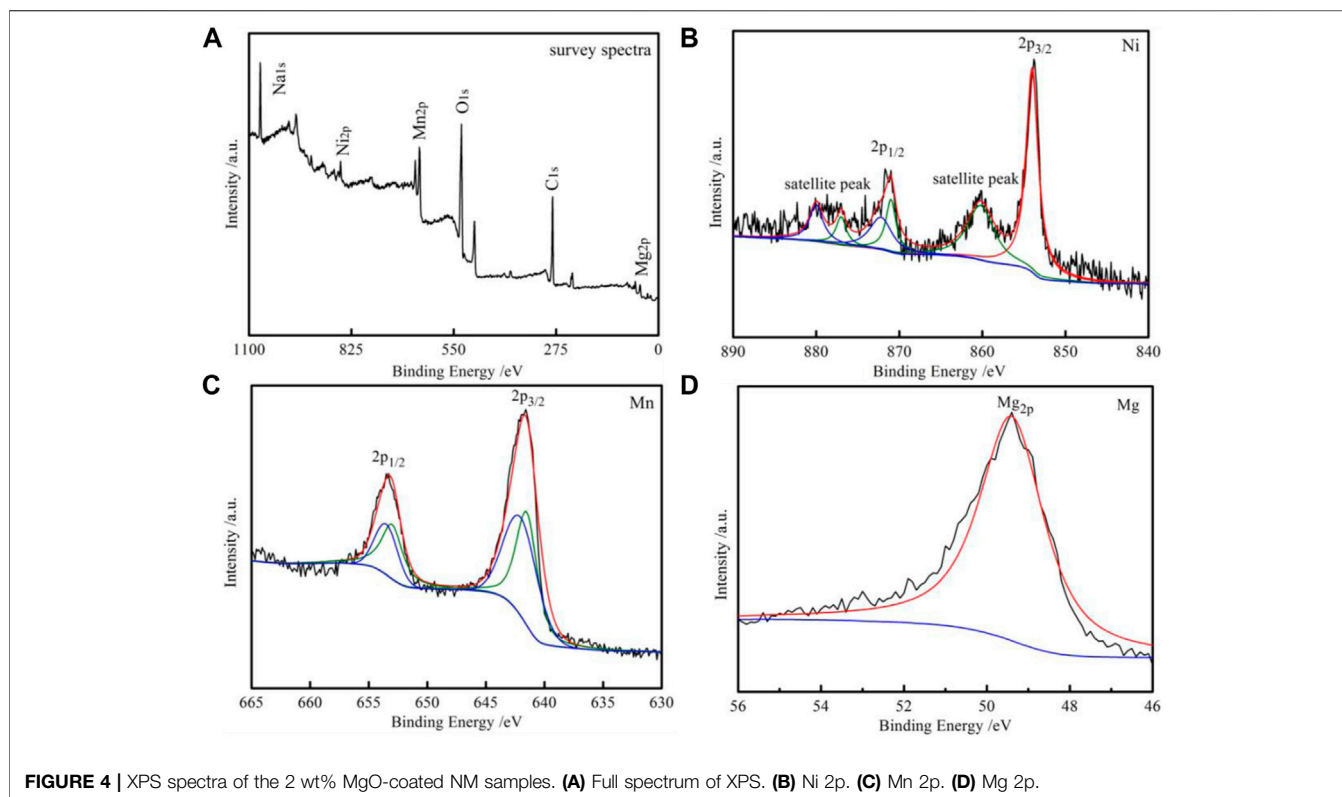 A
survey spectra
Na1s
Ni2p
Mn2p
O1s
C1s
Mg2p
Intensity /a.u.
1100 825 550 275 0
Binding Energy /eV
B
Ni
2p3/2
2p1/2
satellite peak
satellite peak
Intensity /a.u.
890 880 870 860 850 840
Binding Energy /eV
C
Mn
2p3/2
2p1/2
Intensity /a.u.
665 660 655 650 645 640 635 630
Binding Energy /eV
D
Mg2p
Mg
Intensity /a.u.
56 54 52 50 48 46
Binding Energy /eV
FIGURE 4 | XPS spectra of the 2 wt% MgO-coated NM samples. (A) Full spectrum of XPS. (B) Ni 2p. (C) Mn 2p. (D) Mg 2p.